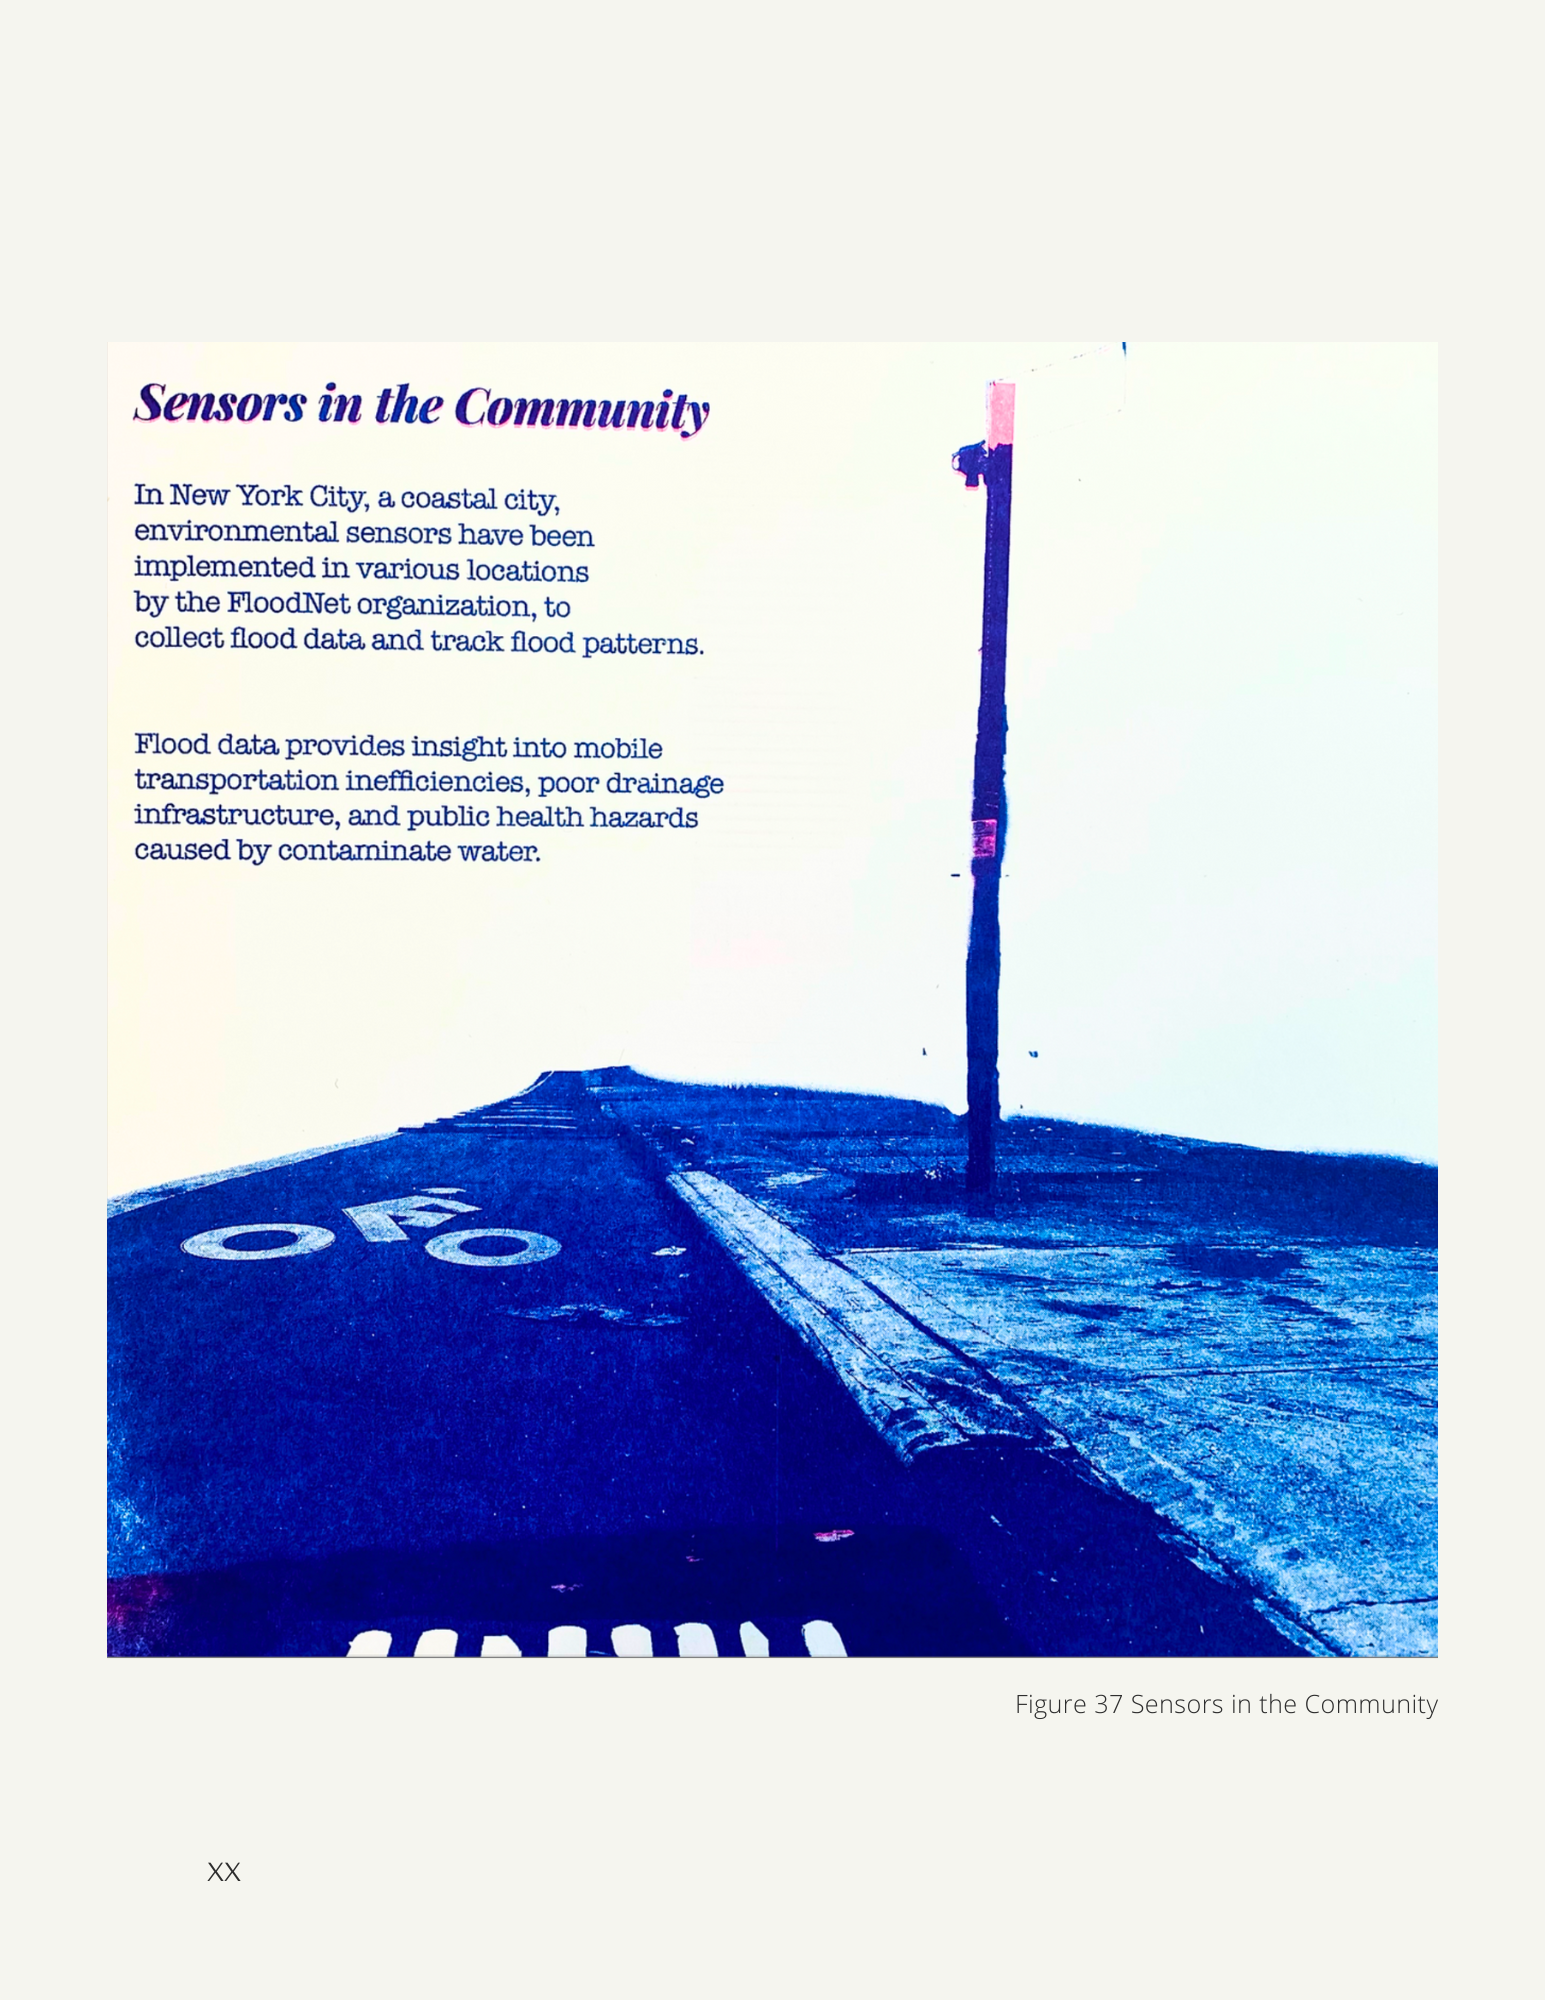 Sensors in the Community
In New York City, a coastal city,
environmental sensors have been
implemented in various locations
by the FloodNet organization, to
collect flood data and track flood patterns.
Flood data provides insight into mobile
transportation inefficiencies, poor drainage
infrastructure, and public health hazards
caused by contaminate water.
Figure 37 Sensors in the Community
XX